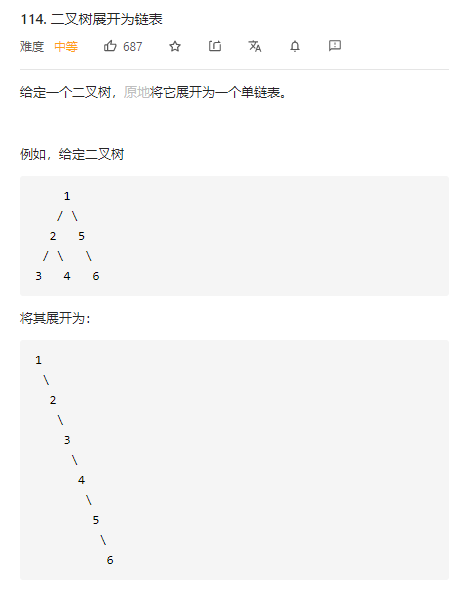 114. 二叉树展开为链表
难度 中等 687
给定一个二叉树，原地将它展开为一个单链表。
例如，给定二叉树
1
/ \
2 5
/ \ \
3 4 6
将其展开为：
1
\
2
\
3
\
4
\
5
\
6